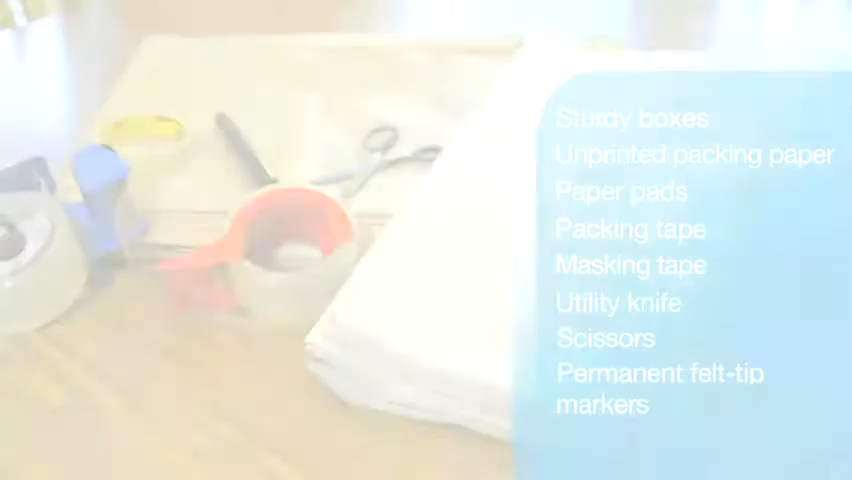 Sturdy boxes
Unprinted packing paper
Paper pads
Packing tape
Masking tape
Utility knife
Scissors
Permanent felt-tip
markers